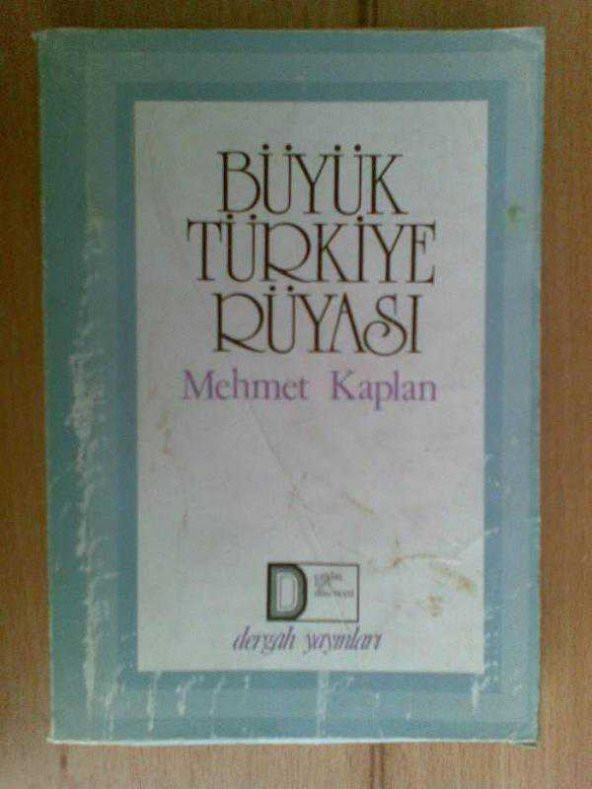 BÜYÜK
TÜRKİYE
RÜYASI
Mehmet Kaplan
D
dergâh yayınları